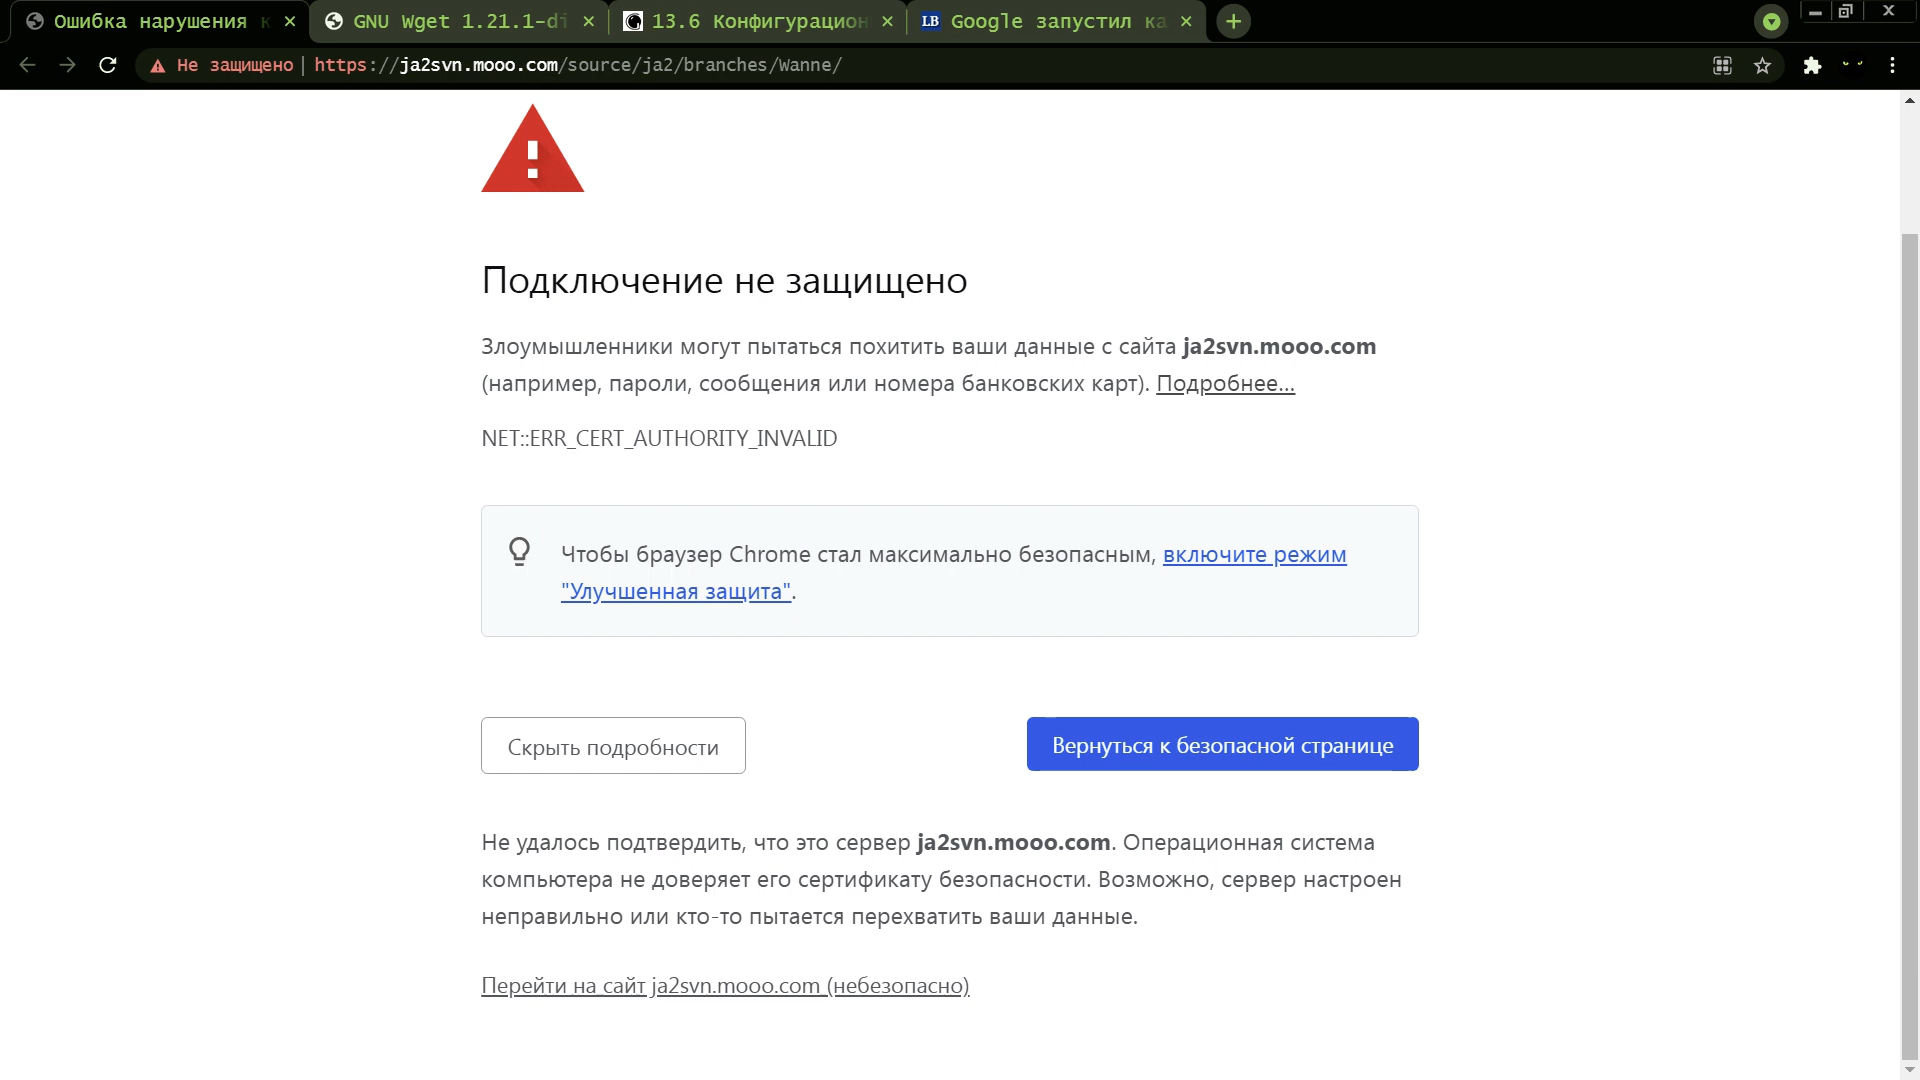 Ошибка нарушения к
GNU Wget 1.21.1-di
13.6 Конфигурацион
LB
Google запустил ка
Не защищено
https://ja2svn.mooo.com/source/ja2/branches/Wanne/
Подключение не защищено
Злоумышленники могут пытаться похитить ваши данные с сайта ja2svn.mooo.com
(например, пароли, сообщения или номера банковских карт). Подробнее...
NET::ERR_CERT_AUTHORITY_INVALID
Чтобы браузер Chrome стал максимально безопасным, включите режим
"Улучшенная защита".
Скрыть подробности
Вернуться к безопасной странице
Не удалось подтвердить, что это сервер ja2svn.mooo.com. Операционная система
компьютера не доверяет его сертификату безопасности. Возможно, сервер настроен
неправильно или кто-то пытается перехватить ваши данные.
Перейти на сайт ja2svn.mooo.com (небезопасно)